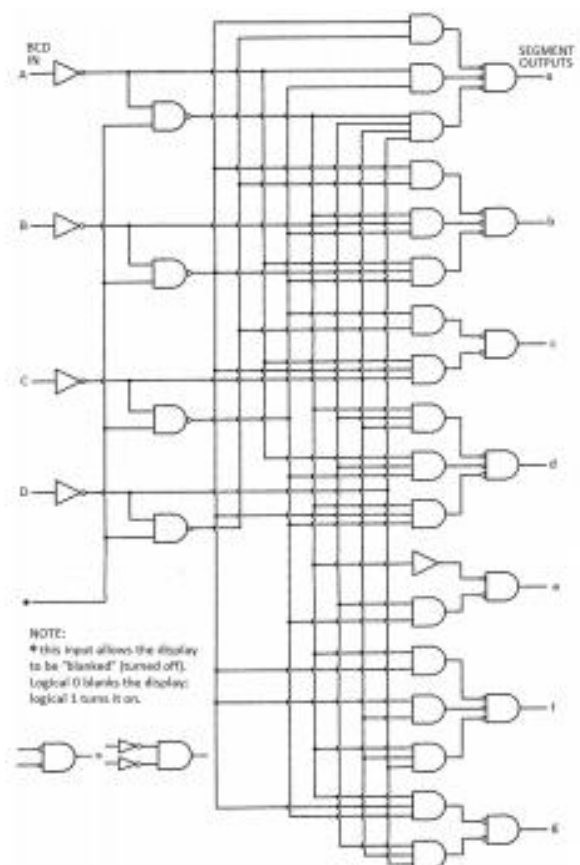 BCD
IN
SEGMENT
OUTPUTS
A
a
B
b
C
c
D
d
e
*
NOTE:
* this input allows the display
to be "blanked" (turned off).
Logical 0 blanks the display;
logical 1 turns it on.
f
=
g